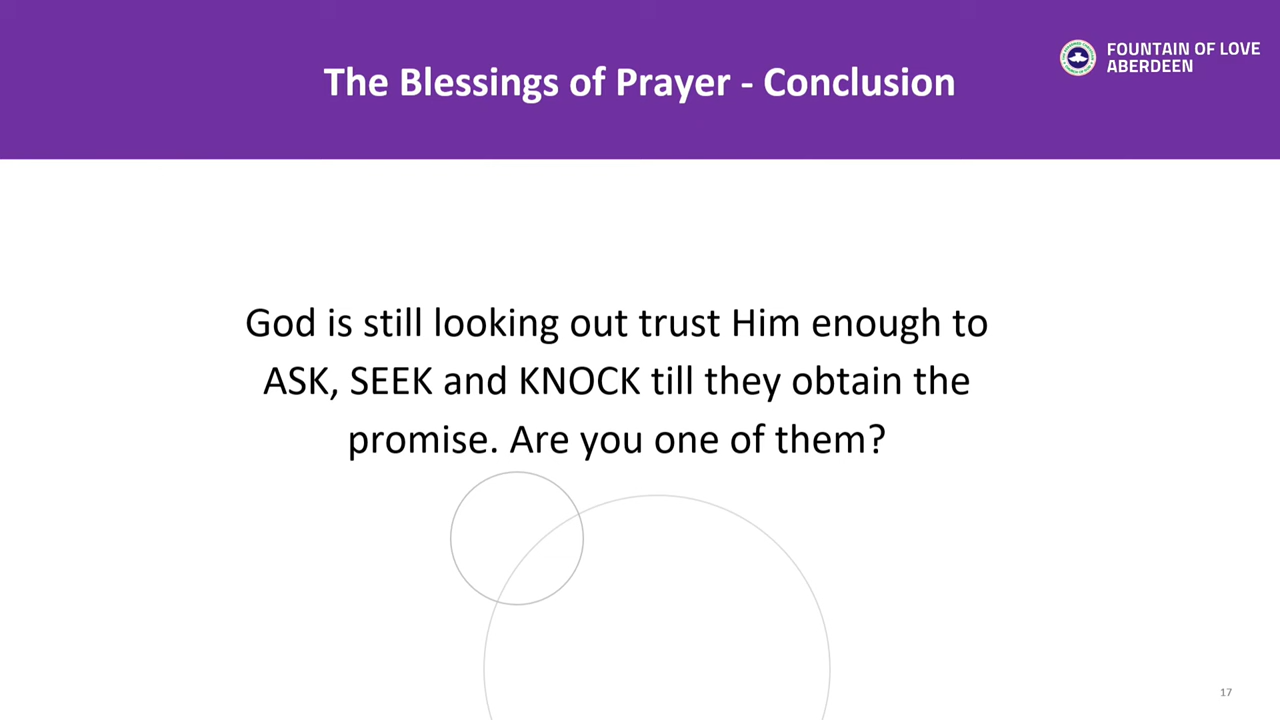 The Blessings of Prayer - Conclusion
FOUNTAIN OF LOVE
ABERDEEN
God is still looking out trust Him enough to
ASK, SEEK and KNOCK till they obtain the
promise. Are you one of them?
17